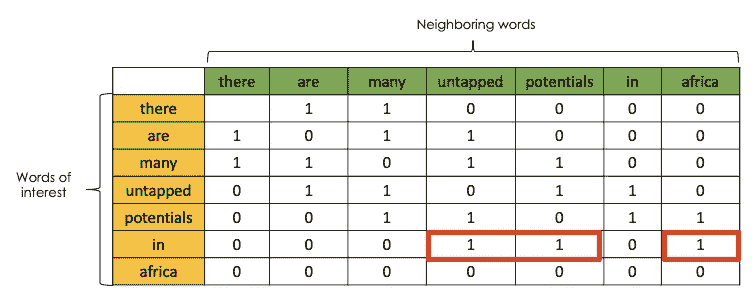 Neighboring words
there are many untapped potentials in africa
there 1 1 0 0 0 0
are 1 0 1 1 0 0 0
many 1 1 0 1 1 0 0
Words of interest
untapped 0 1 1 0 1 1 0
potentials 0 0 1 1 0 1 1
in 0 0 0 1 1 0 1
africa 0 0 0 0 0 0 0